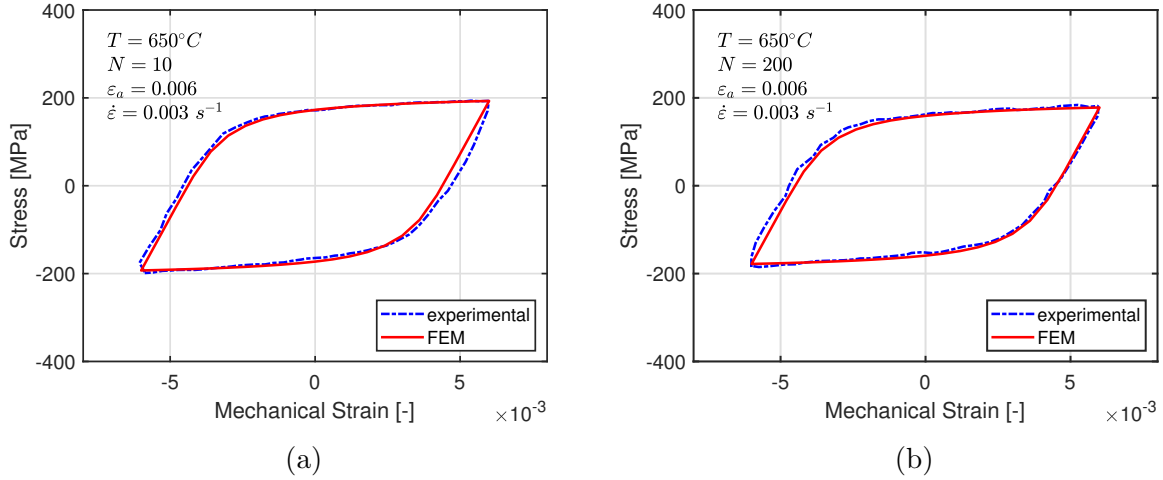 400
T = 650°C
N = 10
εₐ = 0.006
ε̇ = 0.003 s⁻¹
200
0
-200
-400
Stress [MPa]
experimental
FEM
-5
0
5
Mechanical Strain [-]
×10⁻³
(a)
400
T = 650°C
N = 200
εₐ = 0.006
ε̇ = 0.003 s⁻¹
200
0
-200
-400
Stress [MPa]
experimental
FEM
-5
0
5
Mechanical Strain [-]
×10⁻³
(b)